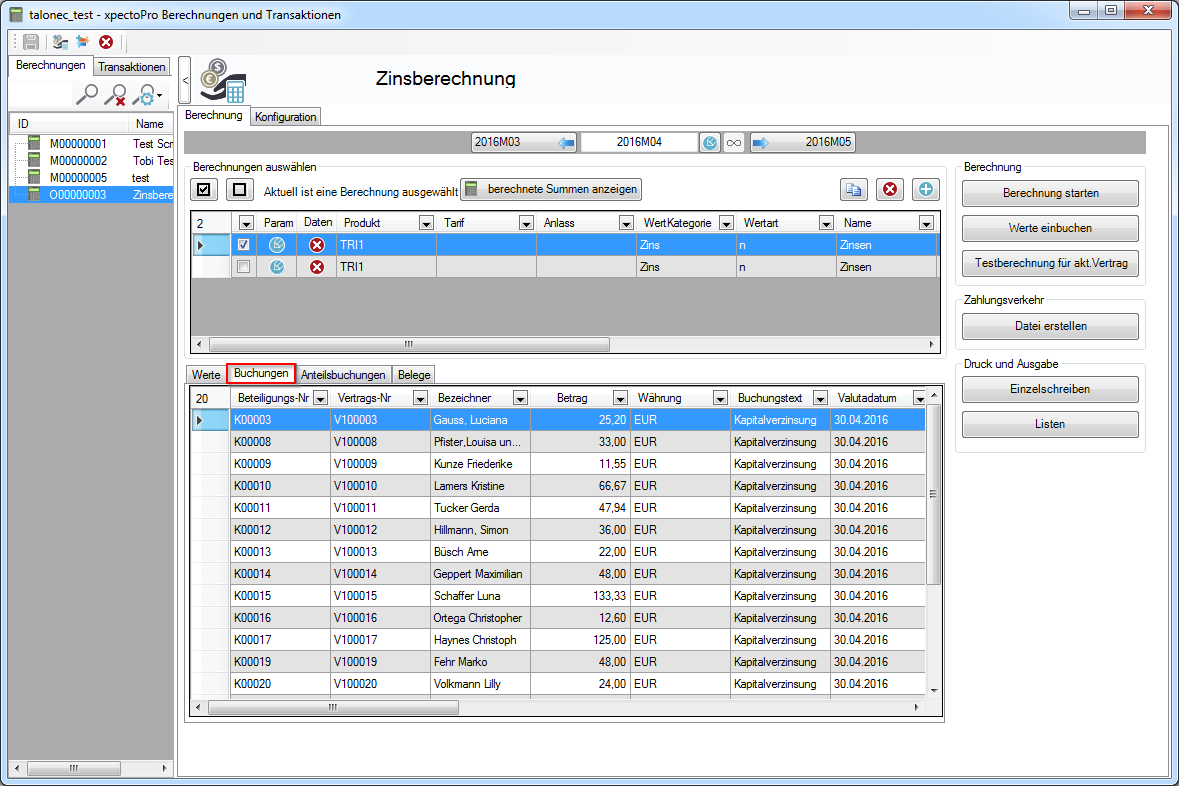 talonec_test - xpectoPro Berechnungen und Transaktionen
Berechnungen Transaktionen
ID Name
M00000001 Test Scr
M00000002 Tobi Tes
M00000005 test
O00000003 Zinsbere
<
Zinsberechnung
Berechnung Konfiguration
2016M03 2016M04 2016M05
Berechnungen auswählen
Aktuell ist eine Berechnung ausgewählt berechnete Summen anzeigen
2 Param Daten Produkt Tarif Anlass WertKategorie Wertart Name
TRI1 Zins n Zinsen
TRI1 Zins n Zinsen
Werte Buchungen Anteilsbuchungen Belege
20 Beteiligungs-Nr Vertrags-Nr Bezeichner Betrag Währung Buchungstext Valutadatum
K00003 V100003 Gauss, Luciana 25,20 EUR Kapitalverzinsung 30.04.2016
K00008 V100008 Pfister,Louisa un... 33,00 EUR Kapitalverzinsung 30.04.2016
K00009 V100009 Kunze Friederike 11,55 EUR Kapitalverzinsung 30.04.2016
K00010 V100010 Lamers Kristine 66,67 EUR Kapitalverzinsung 30.04.2016
K00011 V100011 Tucker Gerda 47,94 EUR Kapitalverzinsung 30.04.2016
K00012 V100012 Hillmann, Simon 36,00 EUR Kapitalverzinsung 30.04.2016
K00013 V100013 Büsch Arne 22,00 EUR Kapitalverzinsung 30.04.2016
K00014 V100014 Geppert Maximilian 48,00 EUR Kapitalverzinsung 30.04.2016
K00015 V100015 Schaffer Luna 133,33 EUR Kapitalverzinsung 30.04.2016
K00016 V100016 Ortega Christopher 12,60 EUR Kapitalverzinsung 30.04.2016
K00017 V100017 Haynes Christoph 125,00 EUR Kapitalverzinsung 30.04.2016
K00019 V100019 Fehr Marko 48,00 EUR Kapitalverzinsung 30.04.2016
K00020 V100020 Volkmann Lilly 24,00 EUR Kapitalverzinsung 30.04.2016
Berechnung
Berechnung starten
Werte einbuchen
Testberechnung für akt.Vertrag
Zahlungsverkehr
Datei erstellen
Druck und Ausgabe
Einzelschreiben
Listen